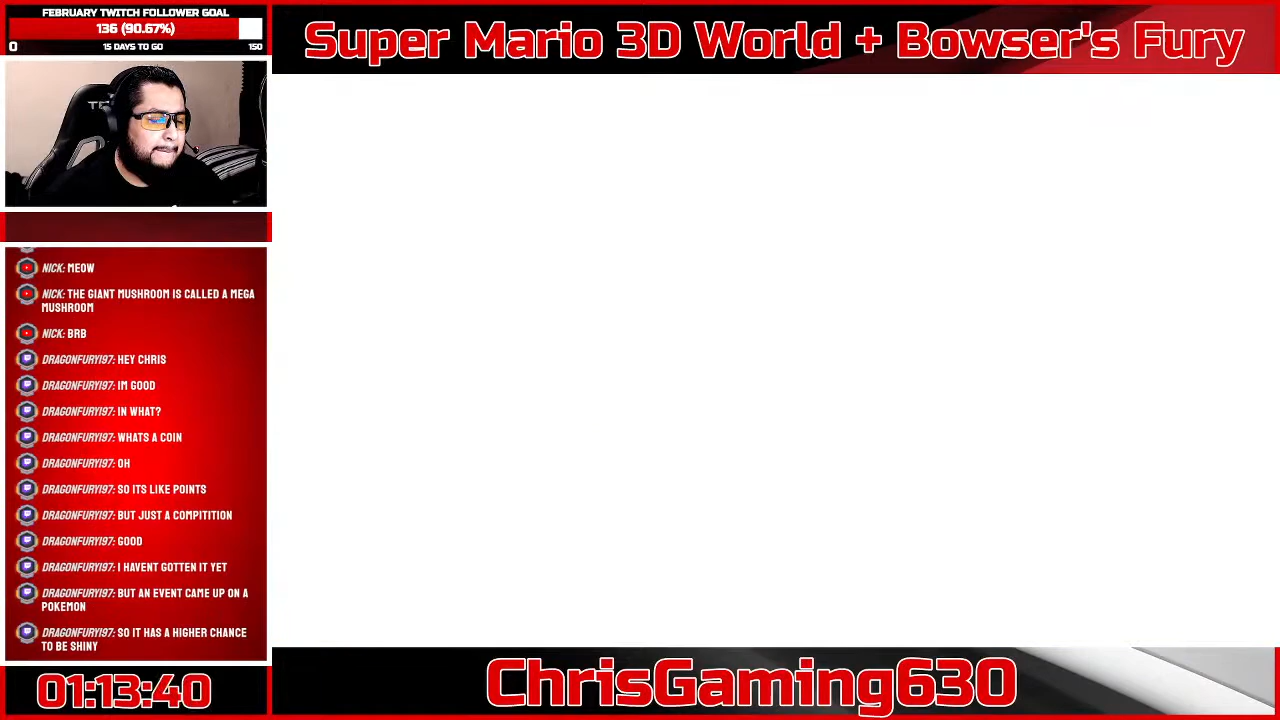 FEBRUARY TWITCH FOLLOWER GOAL
136 (90.67%)
0 15 DAYS TO GO 150
Super Mario 3D World + Bowser's Fury
NICK: MEOW
NICK: THE GIANT MUSHROOM IS CALLED A MEGA
MUSHROOM
NICK: BRB
DRAGONFURY197: HEY CHRIS
DRAGONFURY197: IM GOOD
DRAGONFURY197: IN WHAT?
DRAGONFURY197: WHATS A COIN
DRAGONFURY197: OH
DRAGONFURY197: SO ITS LIKE POINTS
DRAGONFURY197: BUT JUST A COMPITITION
DRAGONFURY197: GOOD
DRAGONFURY197: I HAVENT GOTTEN IT YET
DRAGONFURY197: BUT AN EVENT CAME UP ON A
POKEMON
DRAGONFURY197: SO IT HAS A HIGHER CHANCE
TO BE SHINY
01:13:40
ChrisGaming630